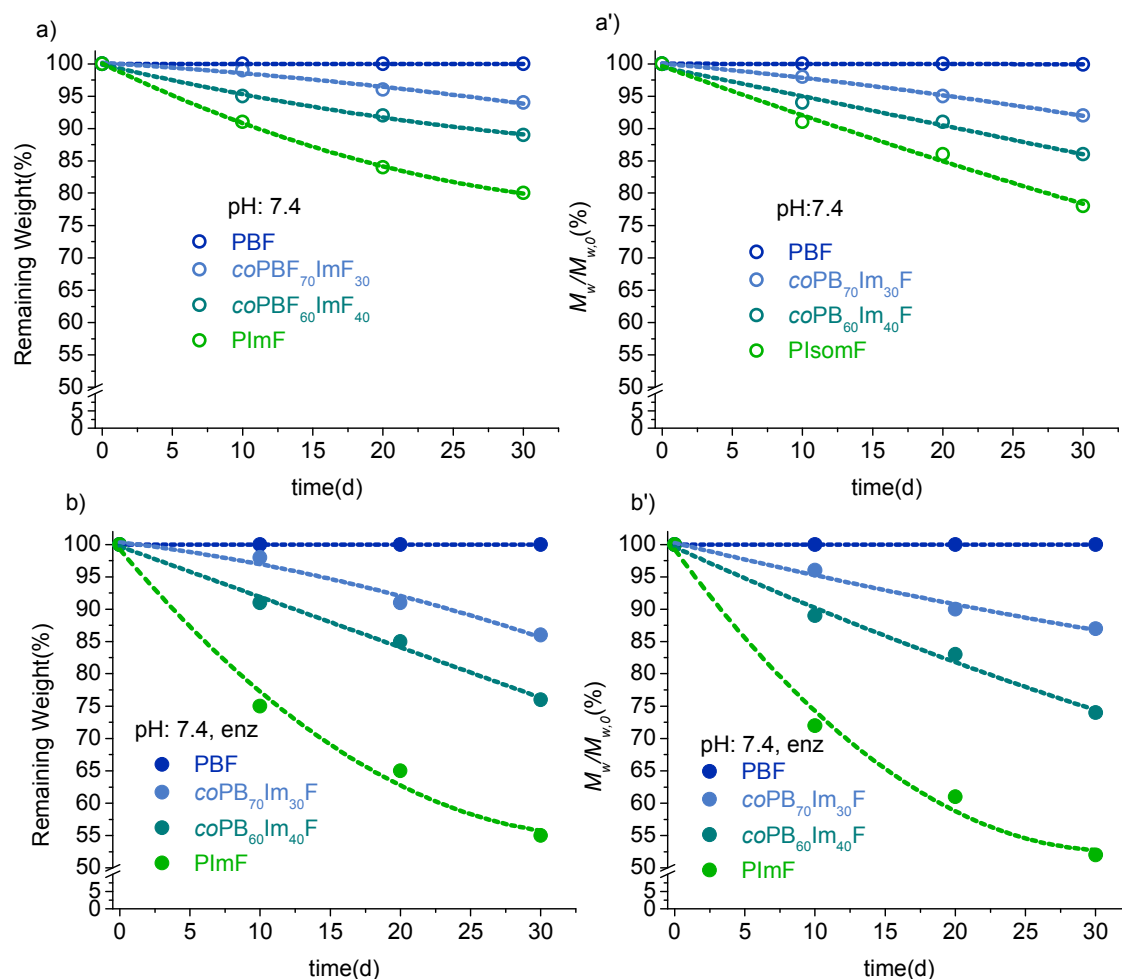 a)
Remaining Weight(%)
100
95
90
85
80
75
70
65
60
55
50
5
0
pH: 7.4
PBF
coPBF70ImF30
coPBF60ImF40
PImF
0 5 10 15 20 25 30
time(d)
a')
Mw/Mw,0(%)
100
95
90
85
80
75
70
65
60
55
50
5
0
pH:7.4
PBF
coPB70Im30F
coPB60Im40F
PIsomF
0 5 10 15 20 25 30
time(d)
b)
Remaining Weight(%)
100
95
90
85
80
75
70
65
60
55
50
5
0
pH: 7.4, enz
PBF
coPB70Im30F
coPB60Im40F
PImF
0 5 10 15 20 25 30
time(d)
b')
Mw/Mw,0(%)
100
95
90
85
80
75
70
65
60
55
50
5
0
pH: 7.4, enz
PBF
coPB70Im30F
coPB60Im40F
PImF
0 5 10 15 20 25 30
time(d)